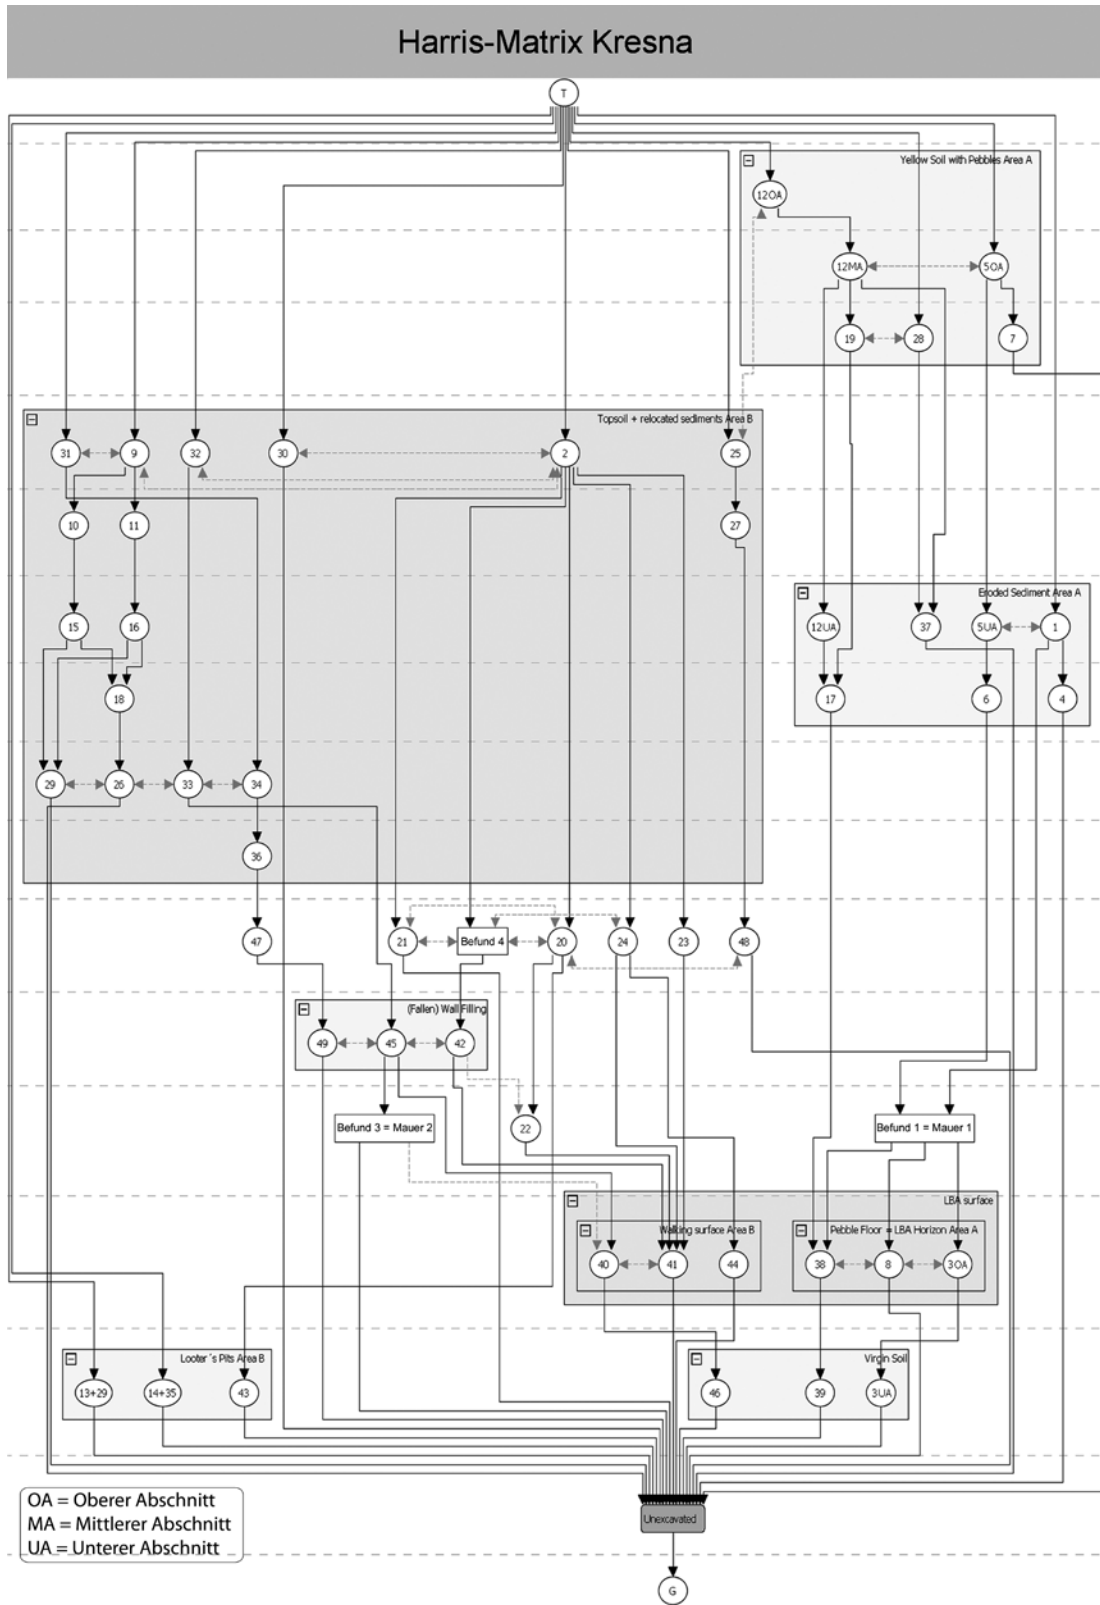 Harris-Matrix Kresna
T
Yellow Soil with Pebbles Area A
12OA
12MA
5OA
19
28
7
Topsoil + relocated sediments Area B
31
9
32
30
2
25
10
11
27
Eroded Sediment Area A
15
16
12UA
37
5UA
1
18
17
6
4
29
26
33
34
36
47
21
Befund 4
20
24
23
48
(Fallen) Wall Filling
49
45
42
Befund 3 = Mauer 2
22
Befund 1 = Mauer 1
LBA surface
Walking surface Area B
Pebble Floor = LBA Horizon Area A
40
41
44
38
8
3OA
Looter´s Pits Area B
Virgin Soil
13+29
14+35
43
46
39
3UA
OA = Oberer Abschnitt
MA = Mittlerer Abschnitt
UA = Unterer Abschnitt
Unexcavated
G